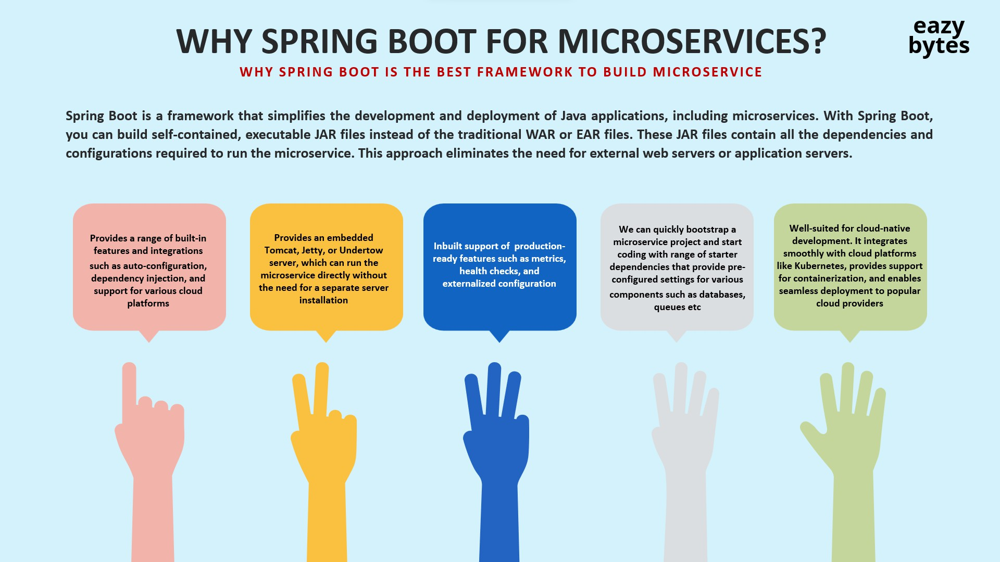 WHY SPRING BOOT FOR MICROSERVICES?
eazy
bytes
WHY SPRING BOOT IS THE BEST FRAMEWORK TO BUILD MICROSERVICE
Spring Boot is a framework that simplifies the development and deployment of Java applications, including microservices. With Spring Boot,
you can build self-contained, executable JAR files instead of the traditional WAR or EAR files. These JAR files contain all the dependencies and
configurations required to run the microservice. This approach eliminates the need for external web servers or application servers.
Provides a range of built-in
features and integrations
such as auto-configuration,
dependency injection, and
support for various cloud
platforms
Provides an embedded
Tomcat, Jetty, or Undertow
server, which can run the
microservice directly without
the need for a separate server
installation
Inbuilt support of  production-
ready features such as metrics,
health checks, and
externalized configuration
We can quickly bootstrap a
microservice project and start
coding with range of starter
dependencies that provide pre-
configured settings for various
components such as databases,
queues etc
Well-suited for cloud-native
development. It integrates
smoothly with cloud platforms
like Kubernetes, provides support
for containerization, and enables
seamless deployment to popular
cloud providers